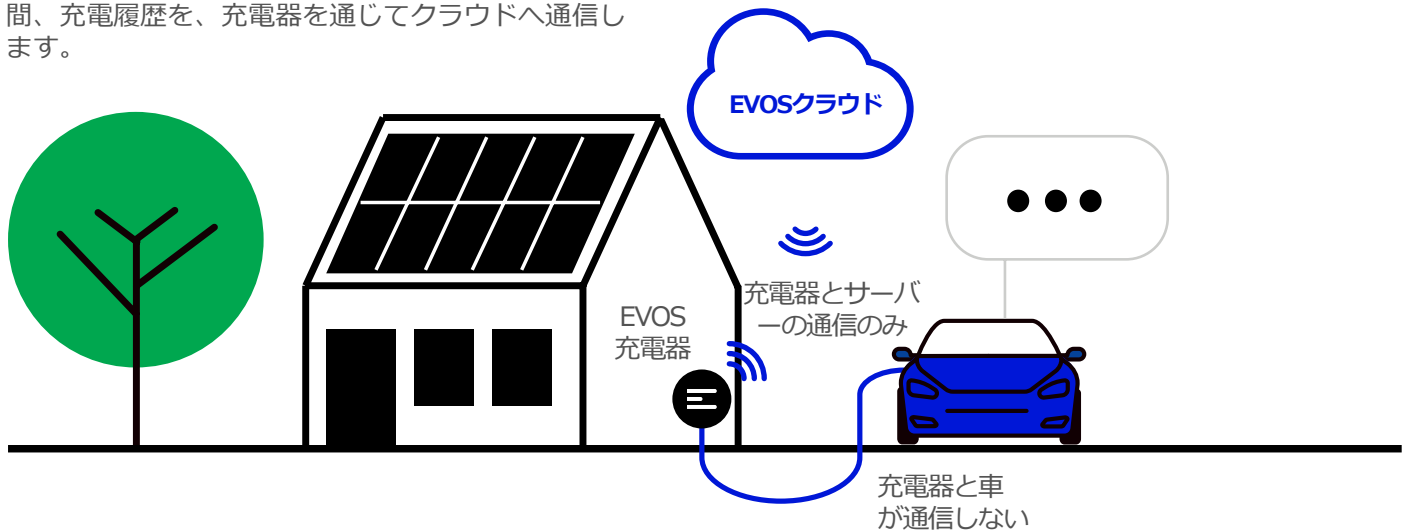 間、充電履歴を、充電器を通じてクラウドへ通信し
ます。
EVOSクラウド
充電器とサーバ
ーの通信のみ
EVOS
充電器
充電器と車
が通信しない